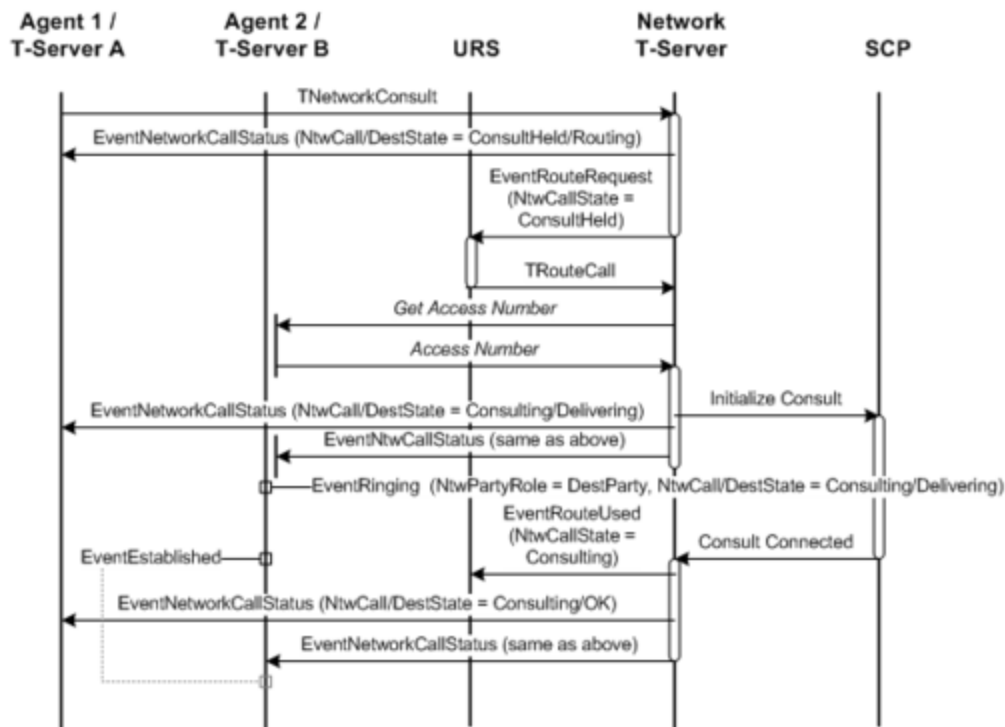 Agent 1 /
T-Server A
Agent 2 /
T-Server B
URS
Network
T-Server
SCP
TNetworkConsult
EventNetworkCallStatus (NtwCall/DestState = ConsultHeld/Routing)
EventRouteRequest
(NtwCallState =
ConsultHeld)
TRouteCall
Get Access Number
Access Number
Initialize Consult
EventNetworkCallStatus (NtwCall/DestState = Consulting/Delivering)
EventNtwCallStatus (same as above)
EventRinging (NtwPartyRole = DestParty, NtwCall/DestState = Consulting/Delivering)
EventRouteUsed
(NtwCallState =
Consulting)
Consult Connected
EventEstablished
EventNetworkCallStatus (NtwCall/DestState = Consulting/OK)
EventNetworkCallStatus (same as above)